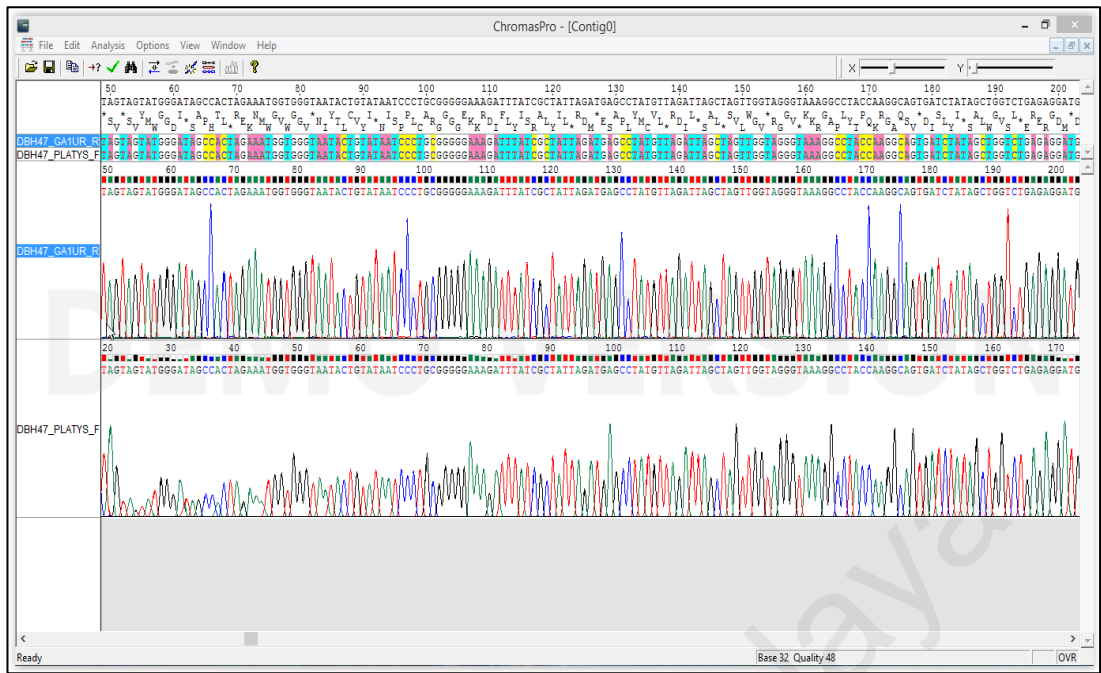 ChromasPro - [Contig0]
File Edit Analysis Options View Window Help
X Y
50 60 70 80 90 100 110 120 130 140 150 160 170 180 190 200
TAGTAGTATGGGATAGCCACTAGAAATGGTGGGTAATACTGTATAATCCCTGCGGGGGAAAGATTTATCGCTATTAGATGAGCCTATGTTAGATTAGCTAGTTGGTAGGGTAAAGGCCTACCAAGGCAGTGATCTATAGCTGGTCTGAGAGGATG
DBH47_GA1UR_R TAGTAGTATGGGATAGCCACTAGAAATGGTGGGTAATACTGTATAATCCCTGCGGGGGAAAGATTTATCGCTATTAGATGAGCCTATGTTAGATTAGCTAGTTGGTAGGGTAAAGGCCTACCAAGGCAGTGATCTATAGCTGGTCTGAGAGGATG
DBH47_PLATYS_F TAGTAGTATGGGATAGCCACTAGAAATGGTGGGTAATACTGTATAATCCCTGCGGGGGAAAGATTTATCGCTATTAGATGAGCCTATGTTAGATTAGCTAGTTGGTAGGGTAAAGGCCTACCAAGGCAGTGATCTATAGCTGGTCTGAGAGGATG
50 60 70 80 90 100 110 120 130 140 150 160 170 180 190 200
TAGTAGTATGGGATAGCCACTAGAAATGGTGGGTAATACTGTATAATCCCTGCGGGGGAAAGATTTATCGCTATTAGATGAGCCTATGTTAGATTAGCTAGTTGGTAGGGTAAAGGCCTACCAAGGCAGTGATCTATAGCTGGTCTGAGAGGATG
DBH47_GA1UR_R
DEMO VERSION
20 30 40 50 60 70 80 90 100 110 120 130 140 150 160 170
TAGTAGTATGGGATAGCCACTAGAAATGGTGGGTAATACTGTATAATCCCTGCGGGGGAAAGATTTATCGCTATTAGATGAGCCTATGTTAGATTAGCTAGTTGGTAGGGTAAAGGCCTACCAAGGCAGTGATCTATAGCTGGTCTGAGAGGATG
DBH47_PLATYS_F
laya
Ready Base 32 Quality 48 OVR